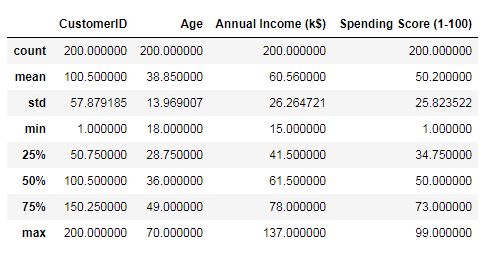 CustomerID Age Annual Income (k$) Spending Score (1-100)
count 200.000000 200.000000 200.000000 200.000000
mean 100.500000 38.850000 60.560000 50.200000
std 57.879185 13.969007 26.264721 25.823522
min 1.000000 18.000000 15.000000 1.000000
25% 50.750000 28.750000 41.500000 34.750000
50% 100.500000 36.000000 61.500000 50.000000
75% 150.250000 49.000000 78.000000 73.000000
max 200.000000 70.000000 137.000000 99.000000